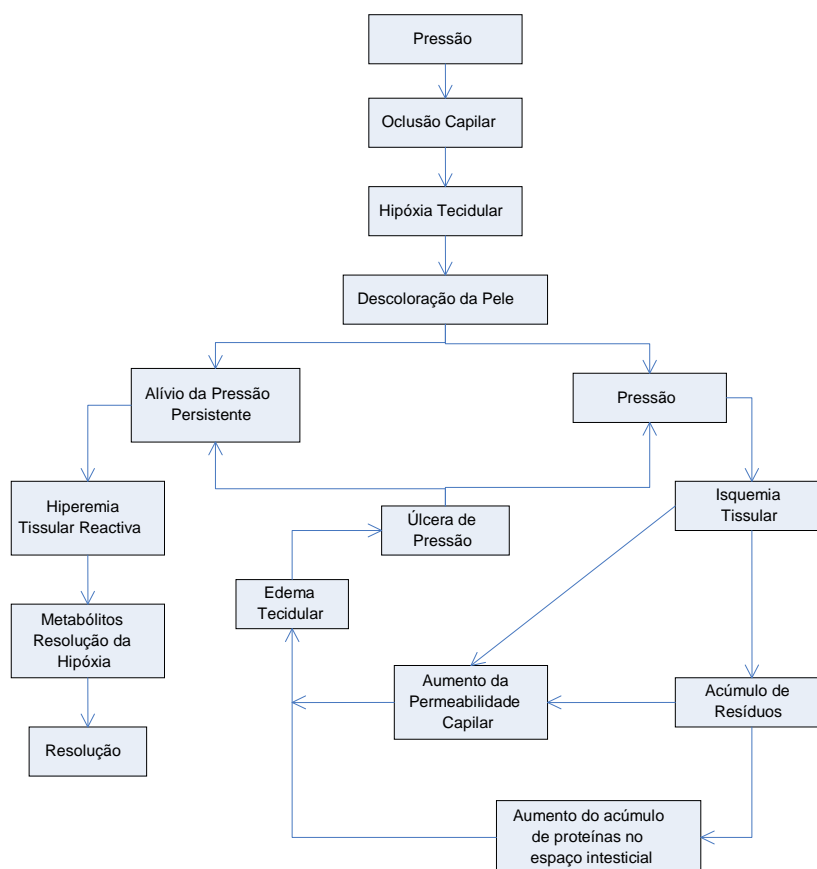 Pressão
Oclusão Capilar
Hipóxia Tecidular
Descoloração da Pele
Alívio da Pressão
Persistente
Pressão
Hiperemia
Tissular Reactiva
Úlcera de
Pressão
Isquemia
Tissular
Edema
Tecidular
Metabólitos
Resolução da
Hipóxia
Aumento da
Permeabilidade
Capilar
Acúmulo de
Resíduos
Resolução
Aumento do acúmulo
de proteínas no
espaço intesticial